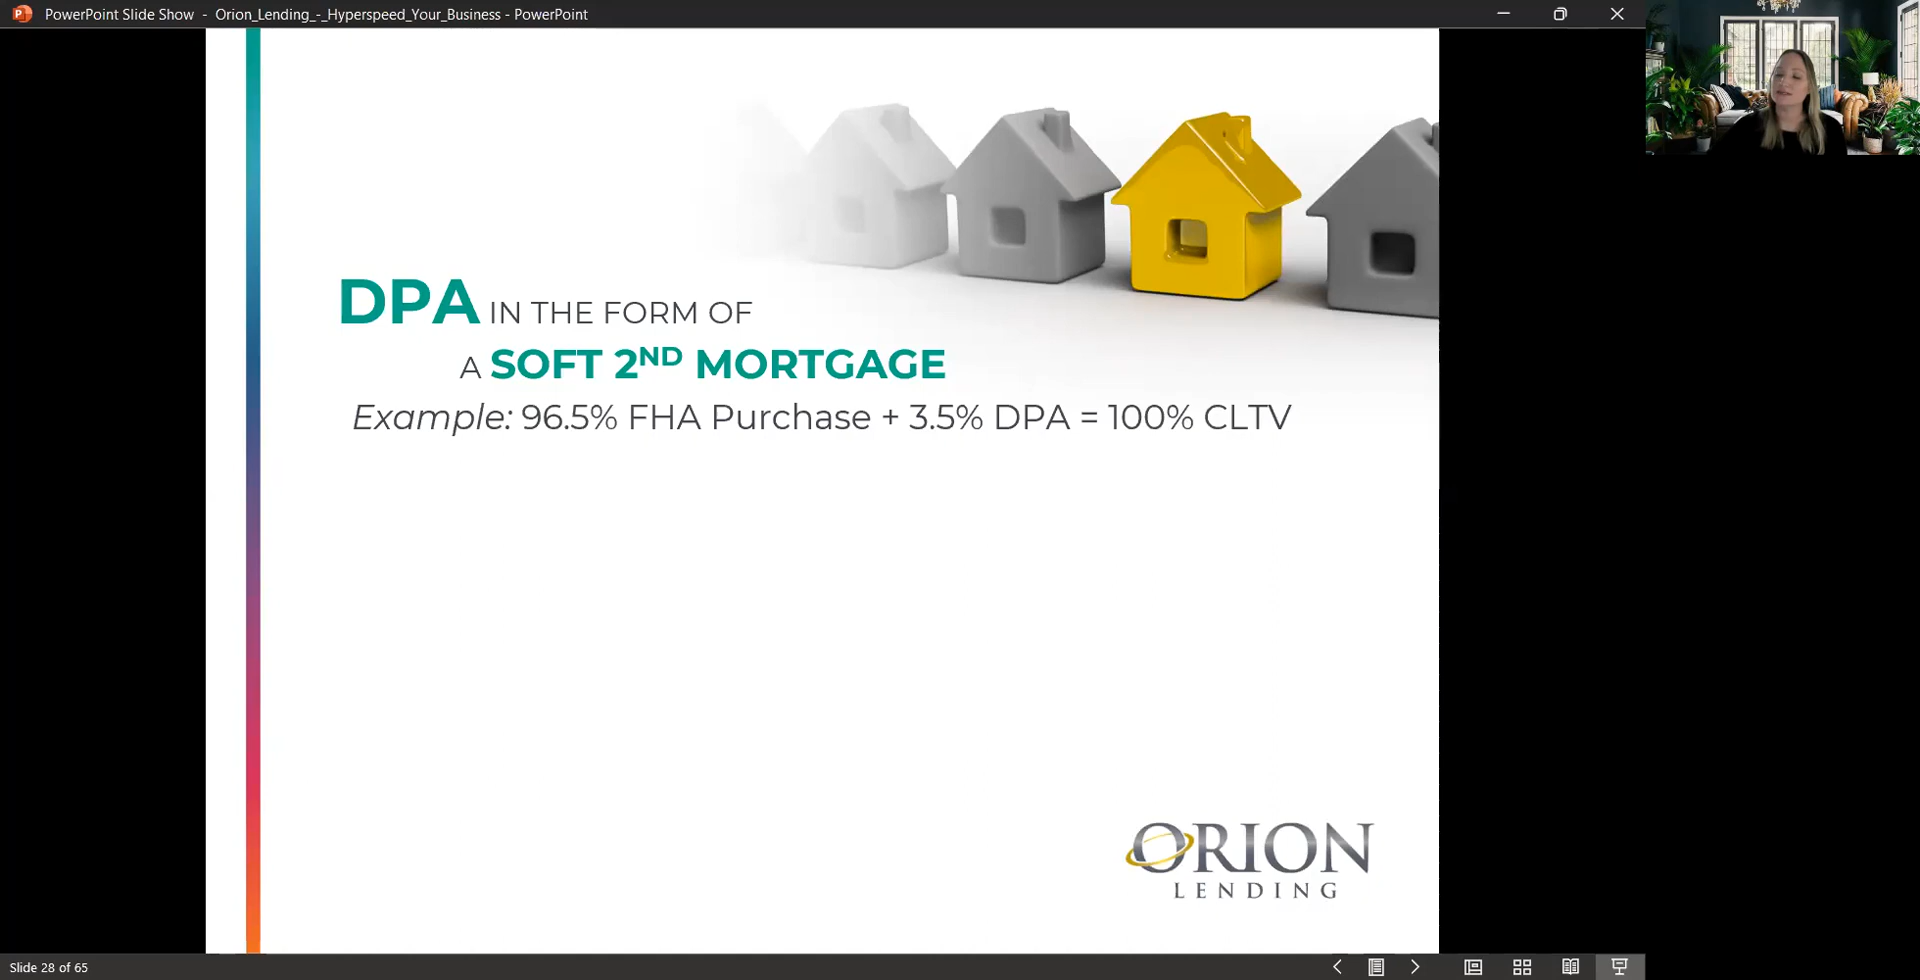 PowerPoint Slide Show - Orion_Lending_-_Hyperspeed_Your_Business - PowerPoint
DPA IN THE FORM OF
A SOFT 2ND MORTGAGE
Example: 96.5% FHA Purchase + 3.5% DPA = 100% CLTV
ORION
LENDING
Slide 28 of 65